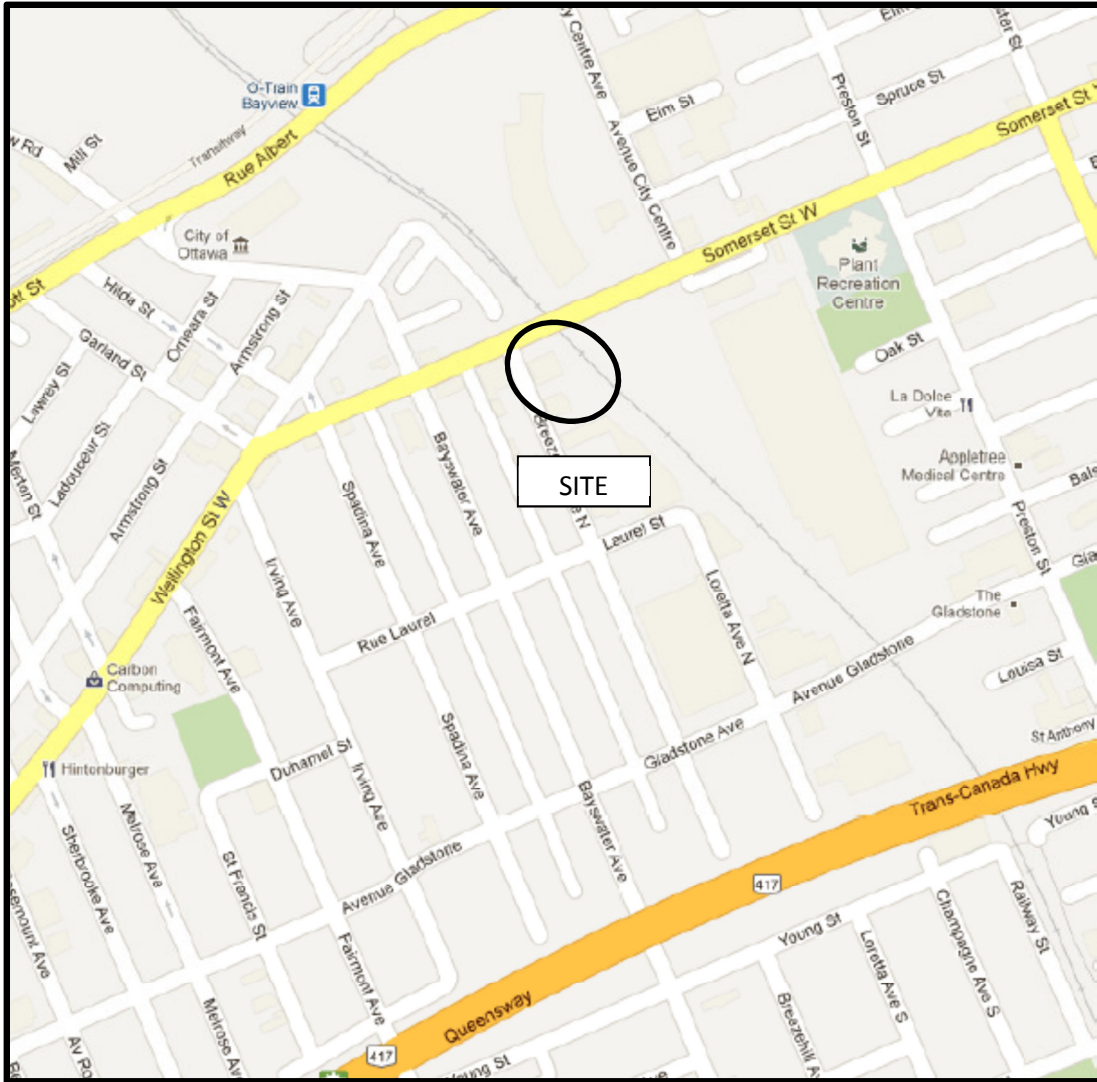 O-Train
Bayview
Transitway
Rue Albert
Mill St
Rd
City of
Ottawa
Hilda St
Garland St
Omeara St
Armstrong St
Lawrey St
Ladouceur St
Merton St
Armstrong St
Wellington St W
Elm St
Avenue City Centre
Centre Ave
Preston St
Spruce St
Somerset St W
Somerset St
Plant
Recreation
Centre
Oak St
La Dolce
Vita
Appletree
Medical Centre
Preston St
SITE
N
Bayswater Ave
Spadina Ave
Irving Ave
Fairmont Ave
Laurel St
Rue Laurel
Loretta Ave N
The
Gladstone
Louisa St
Avenue Gladstone
Gladstone Ave
St Anthony
Carbon
Computing
Hintonburger
Duhamel St
Irving Ave
Spadina Ave
Bayswater Ave
Trans-Canada Hwy
Young
417
Avenue Gladstone
St Francis St
Fairmont Ave
Melrose Ave
Sherbrooke Ave
Ave
Melrose
Queensway
417
Young St
Young St
Loretta Ave S
Champagne Ave S
Railway St
Breezehill